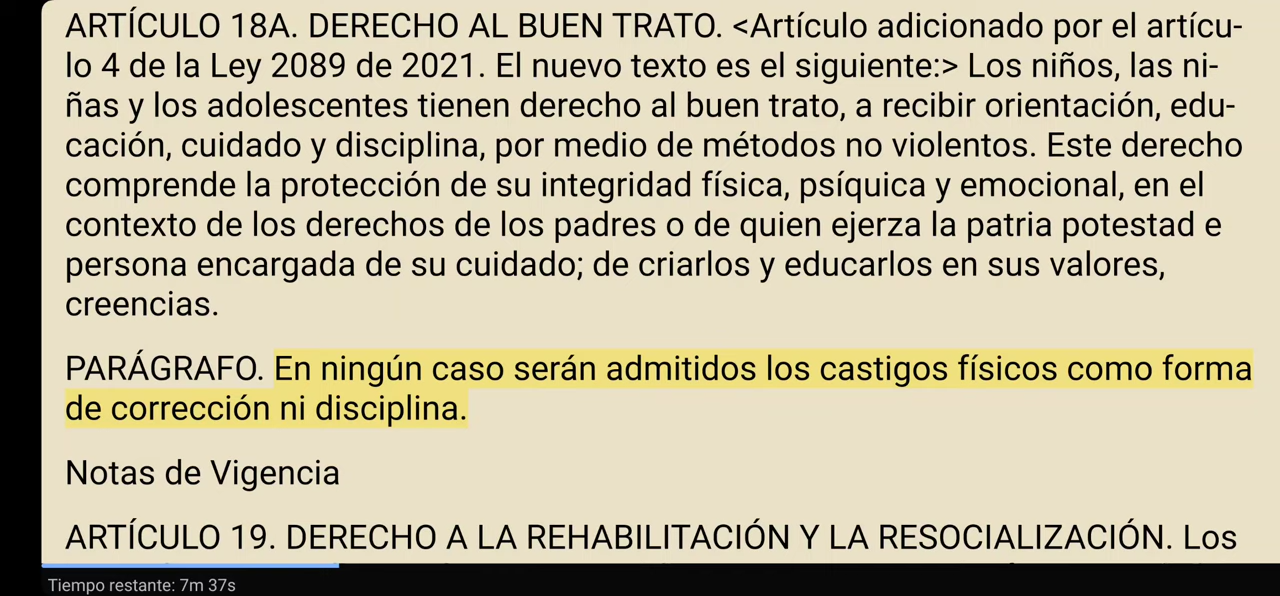 ARTÍCULO 18A. DERECHO AL BUEN TRATO. <Artículo adicionado por el artícu-
lo 4 de la Ley 2089 de 2021. El nuevo texto es el siguiente:> Los niños, las ni-
ñas y los adolescentes tienen derecho al buen trato, a recibir orientación, edu-
cación, cuidado y disciplina, por medio de métodos no violentos. Este derecho
comprende la protección de su integridad física, psíquica y emocional, en el
contexto de los derechos de los padres o de quien ejerza la patria potestad e
persona encargada de su cuidado; de criarlos y educarlos en sus valores,
creencias.
PARÁGRAFO. En ningún caso serán admitidos los castigos físicos como forma
de corrección ni disciplina.
Notas de Vigencia
ARTÍCULO 19. DERECHO A LA REHABILITACIÓN Y LA RESOCIALIZACIÓN. Los
Tiempo restante: 7m 37s